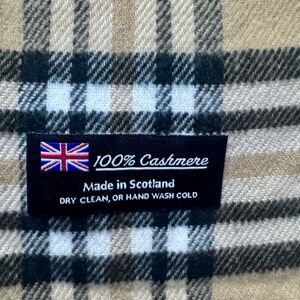 100% Cashmere
Made in Scotland
DRY CLEAN, OR HAND WASH COLD